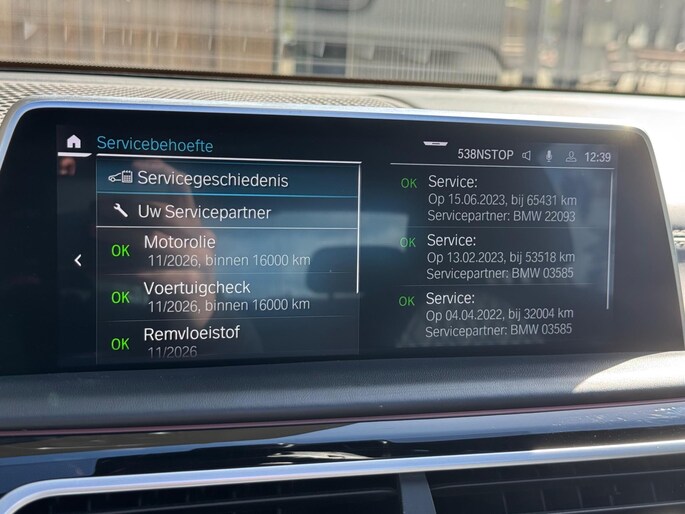 Servicebehoefte
538NSTOP 12:39
Servicegeschiedenis
Uw Servicepartner
OK Motorolie
11/2026, binnen 16000 km
OK Voertuigcheck
11/2026, binnen 16000 km
OK Remvloeistof
11/2026
OK Service:
Op 15.06.2023, bij 65431 km
Servicepartner: BMW 22093
OK Service:
Op 13.02.2023, bij 53518 km
Servicepartner: BMW 03585
OK Service:
Op 04.04.2022, bij 32004 km
Servicepartner: BMW 03585